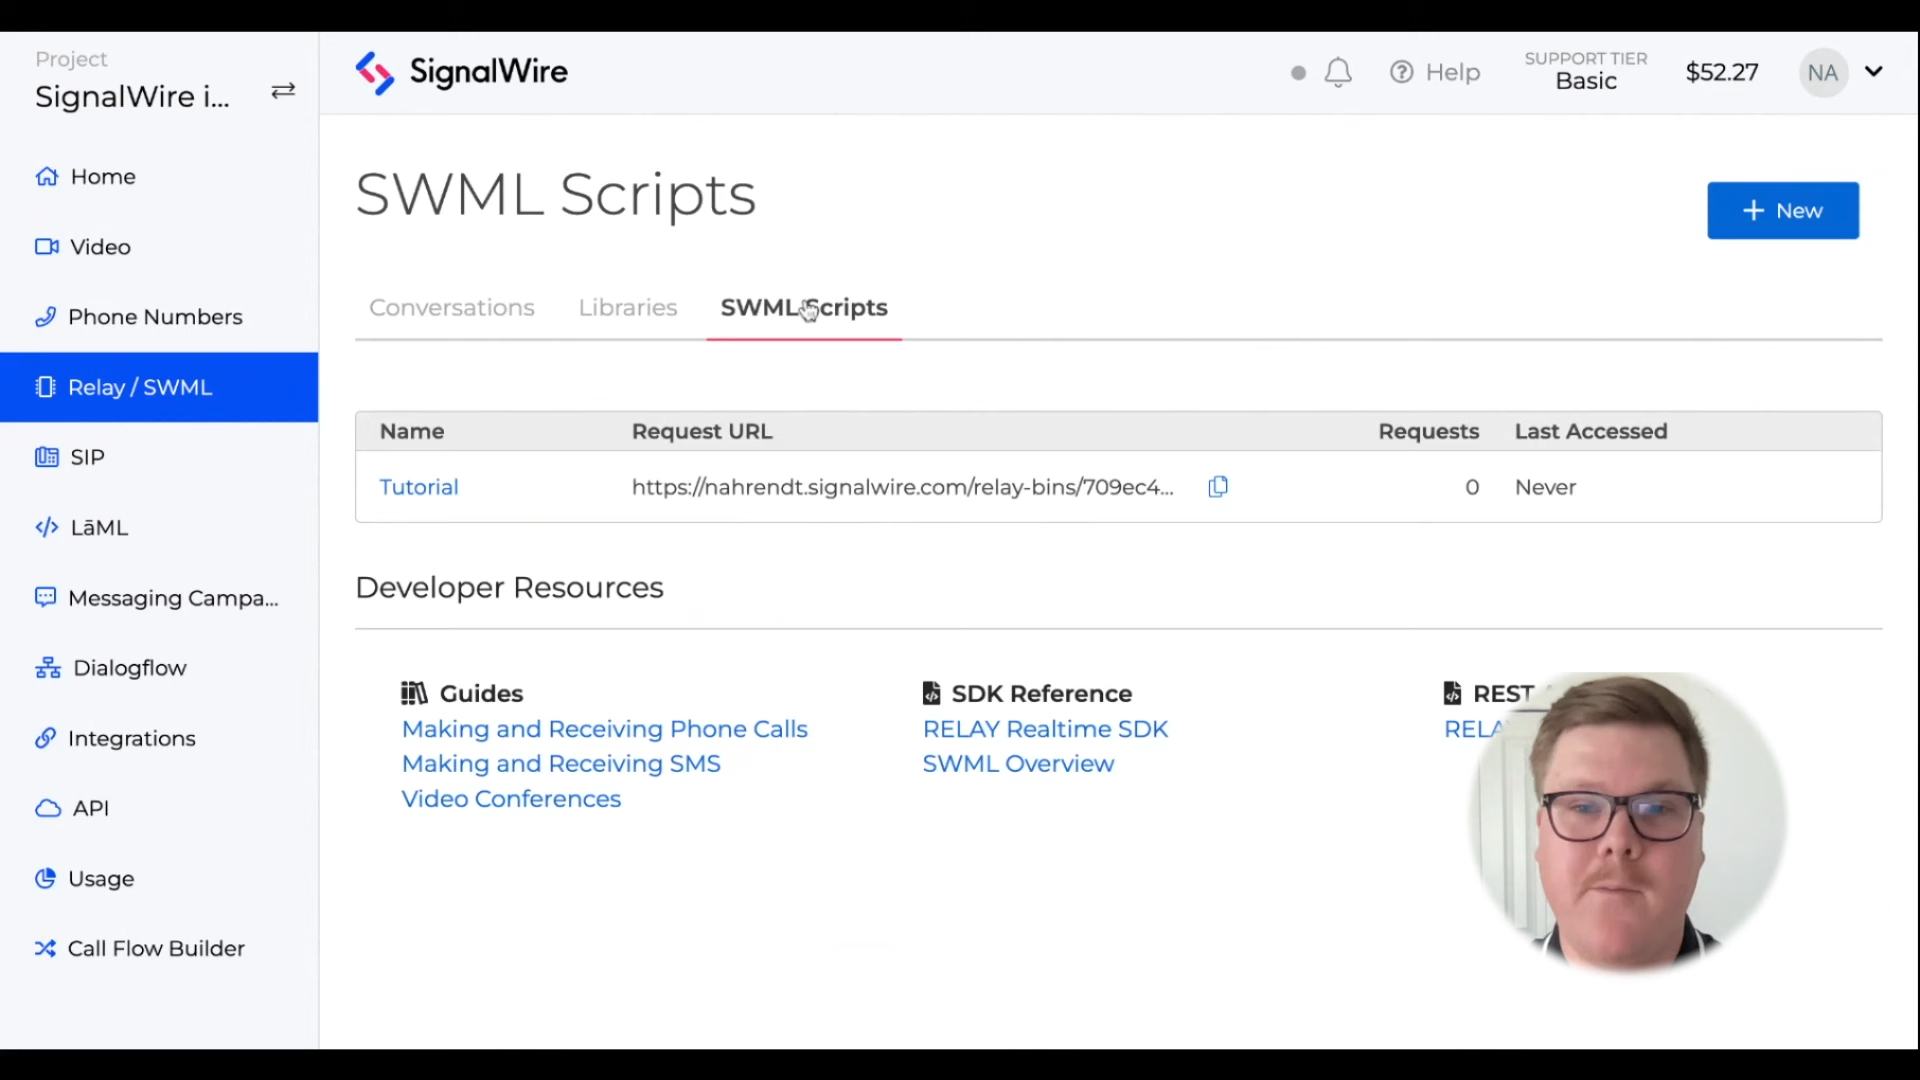 Project
SignalWire i...
Home
Video
Phone Numbers
Relay / SWML
SIP
LāML
Messaging Campa...
Dialogflow
Integrations
API
Usage
Call Flow Builder
SignalWire
Help
SUPPORT TIER
Basic
$52.27
NA
SWML Scripts
+ New
Conversations Libraries SWML Scripts
Name Request URL Requests Last Accessed
Tutorial https://nahrendt.signalwire.com/relay-bins/709ec4... 0 Never
Developer Resources
Guides
Making and Receiving Phone Calls
Making and Receiving SMS
Video Conferences
SDK Reference
RELAY Realtime SDK
SWML Overview
REST